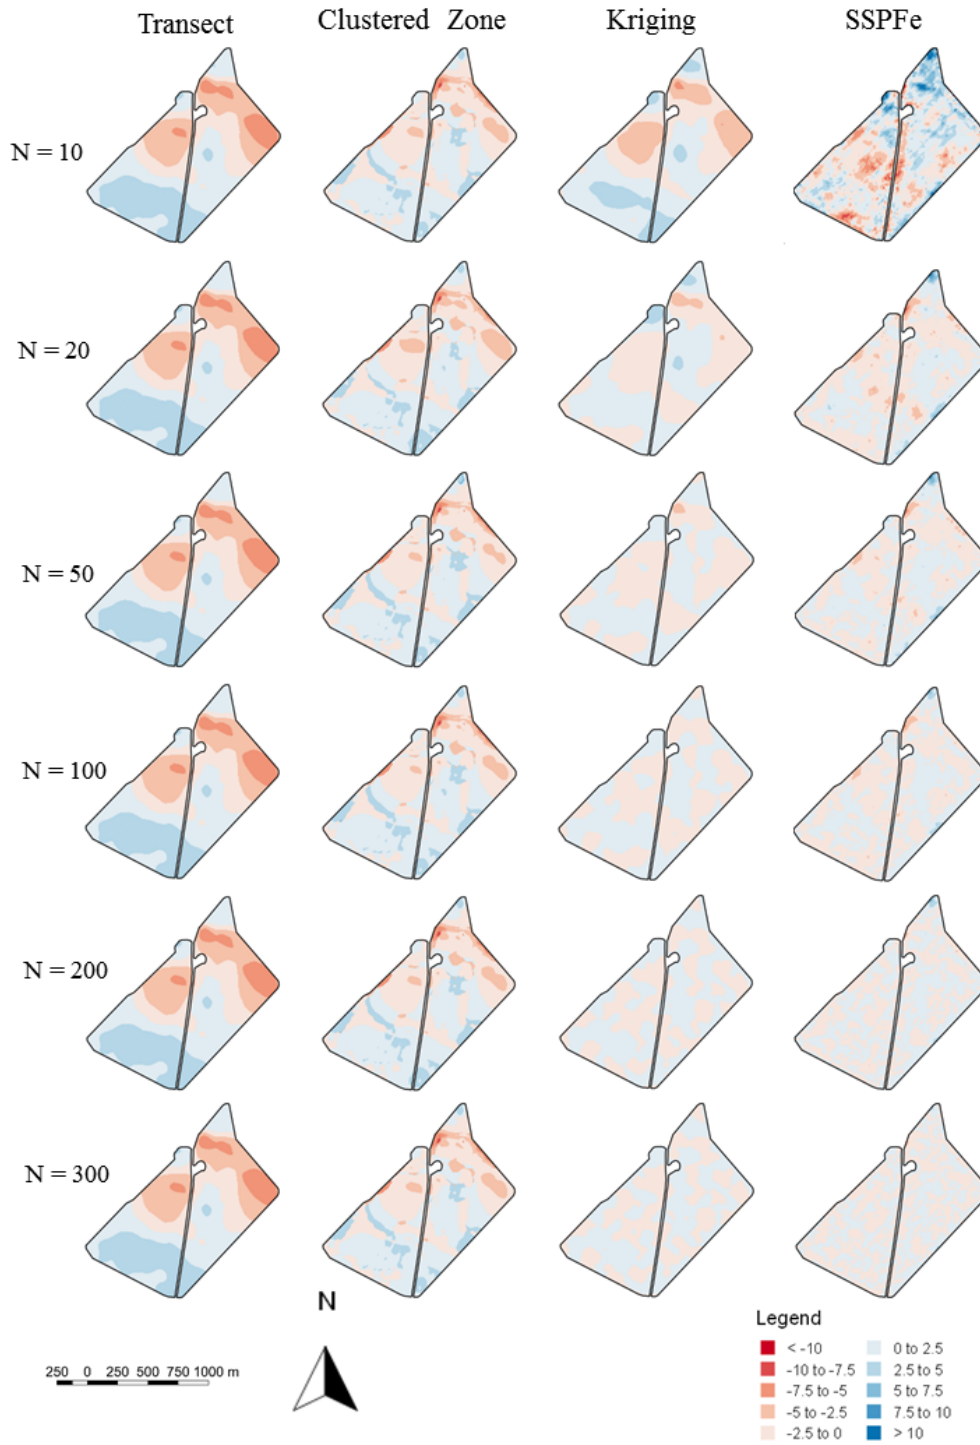 Transect Clustered Zone Kriging SSPFe
N = 10
N = 20
N = 50
N = 100
N = 200
N = 300
N
250 0 250 500 750 1000 m
Legend
< -10 0 to 2.5
-10 to -7.5 2.5 to 5
-7.5 to -5 5 to 7.5
-5 to -2.5 7.5 to 10
-2.5 to 0 > 10